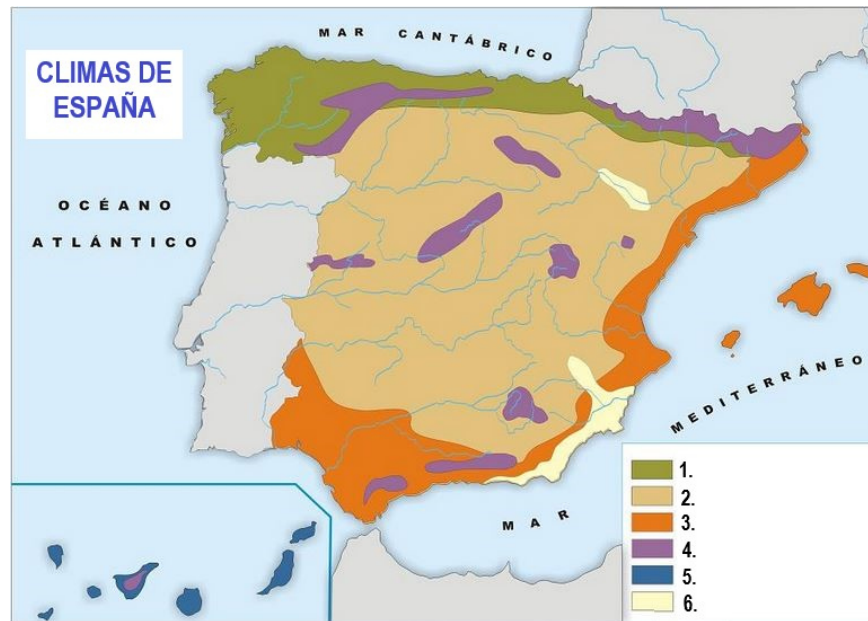 CLIMAS DE
ESPAÑA
MAR CANTÁBRICO
OCÉANO
ATLÁNTICO
MEDITERRÁNEO
MAR
1.
2.
3.
4.
5.
6.